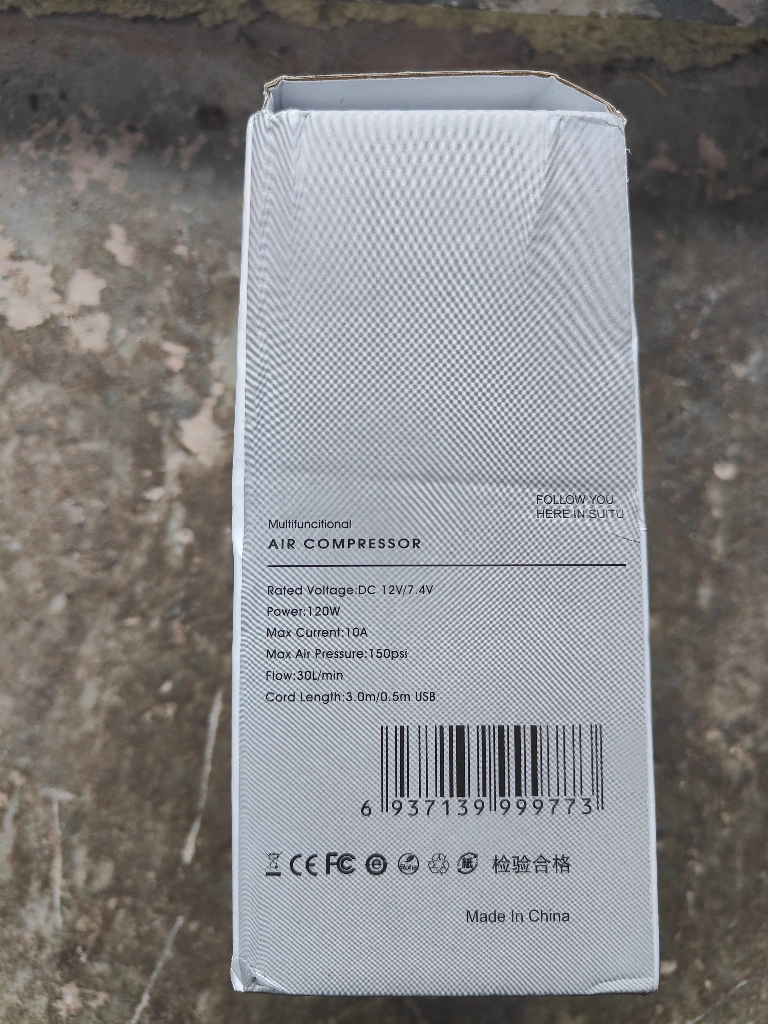 FOLLOW YOU
HERE IN SUITU
Multifuncitional
AIR COMPRESSOR
Rated Voltage:DC 12V/7.4V
Power:120W
Max Current:10A
Max Air Pressure:150psi
Flow:30L/min
Cord Length:3.0m/0.5m USB
6 937139 999773
CE FC e RoHS 紙 检验合格
Made In China